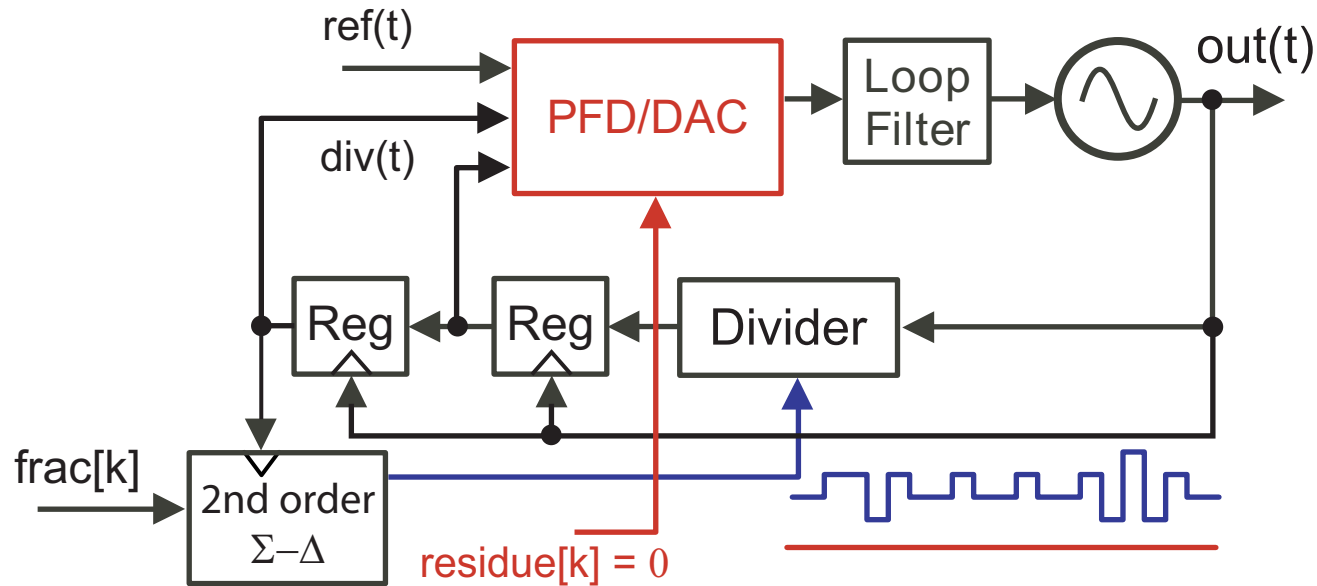 ref(t)
PFD/DAC
Loop
Filter
out(t)
div(t)
Reg
Reg
Divider
frac[k]
2nd order
Σ−Δ
residue[k] = 0